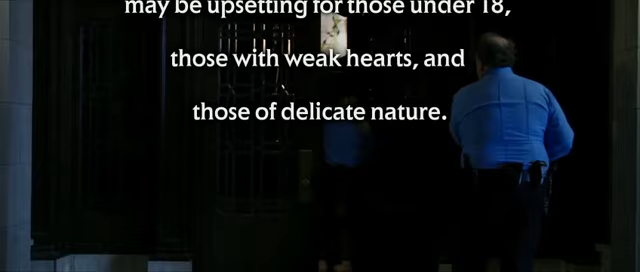 may be upsetting for those under 18,
those with weak hearts, and
those of delicate nature.